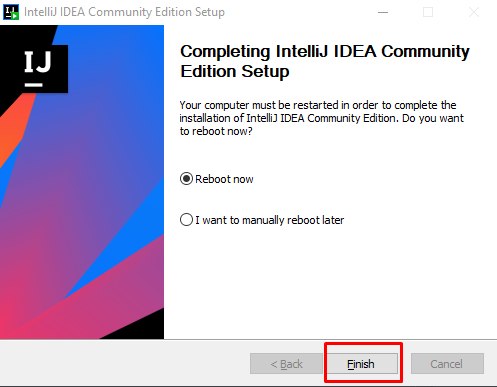 IntelliJ IDEA Community Edition Setup
IJ
Completing IntelliJ IDEA Community
Edition Setup
Your computer must be restarted in order to complete the
installation of IntelliJ IDEA Community Edition. Do you want
to reboot now?
Reboot now
I want to manually reboot later
< Back
Finish
Cancel